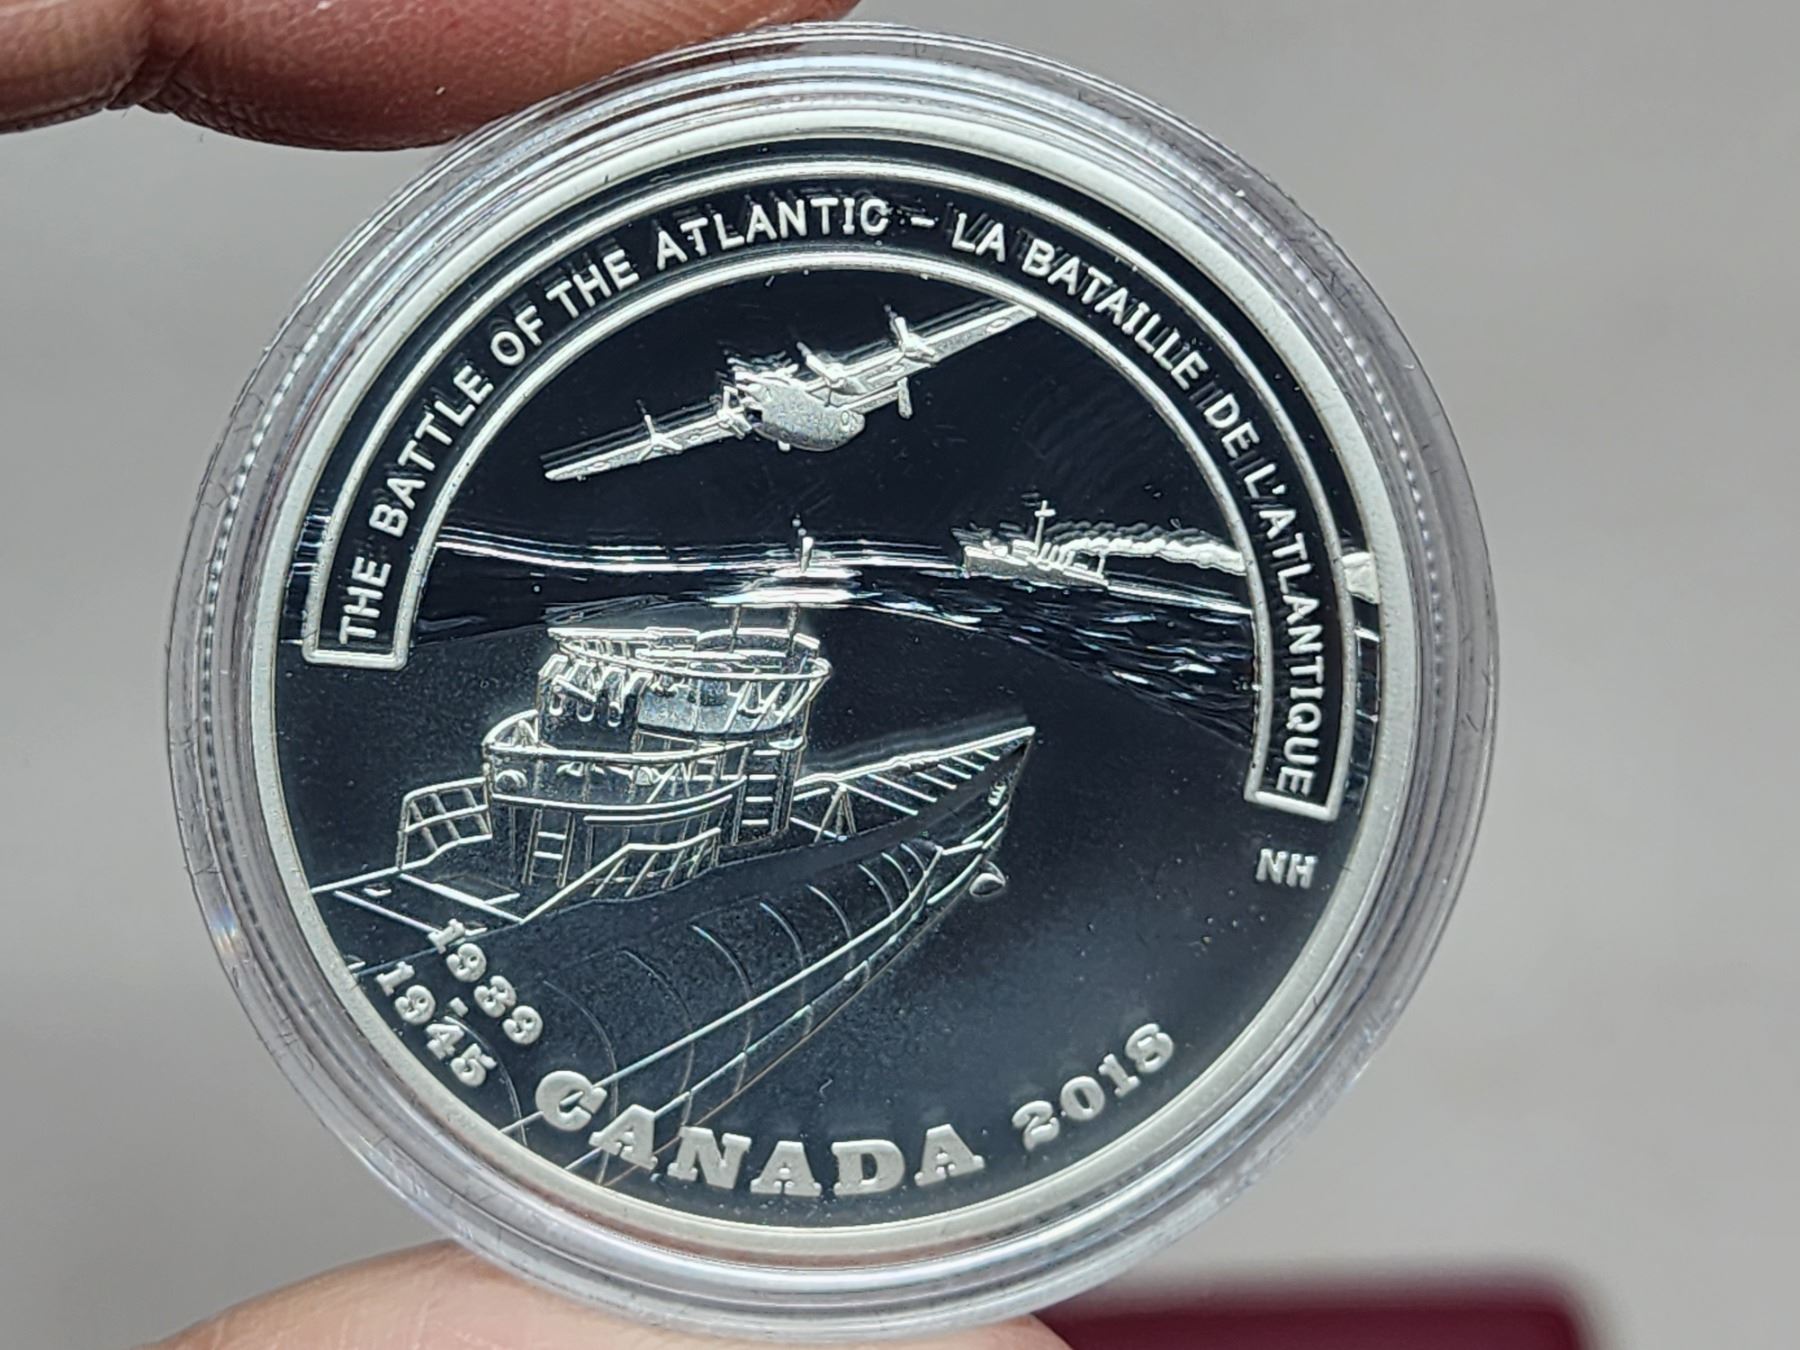 THE BATTLE OF THE ATLANTIC - LA BATAILLE DE L'ATLANTIQUE
NH
1939
-
1945
CANADA 2018